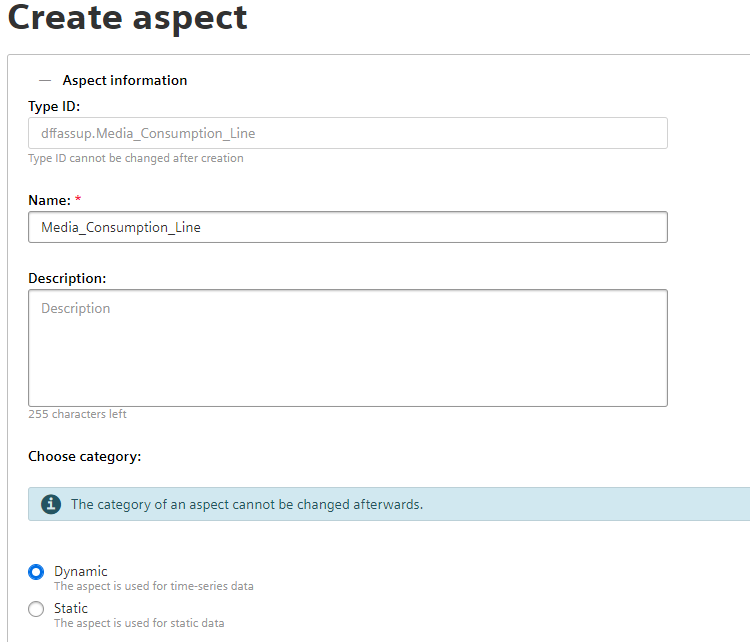 Create aspect
Aspect information
Type ID:
dffassup.Media_Consumption_Line
Type ID cannot be changed after creation
Name: *
Media_Consumption_Line
Description:
Description
255 characters left
Choose category:
The category of an aspect cannot be changed afterwards.
Dynamic
The aspect is used for time-series data
Static
The aspect is used for static data